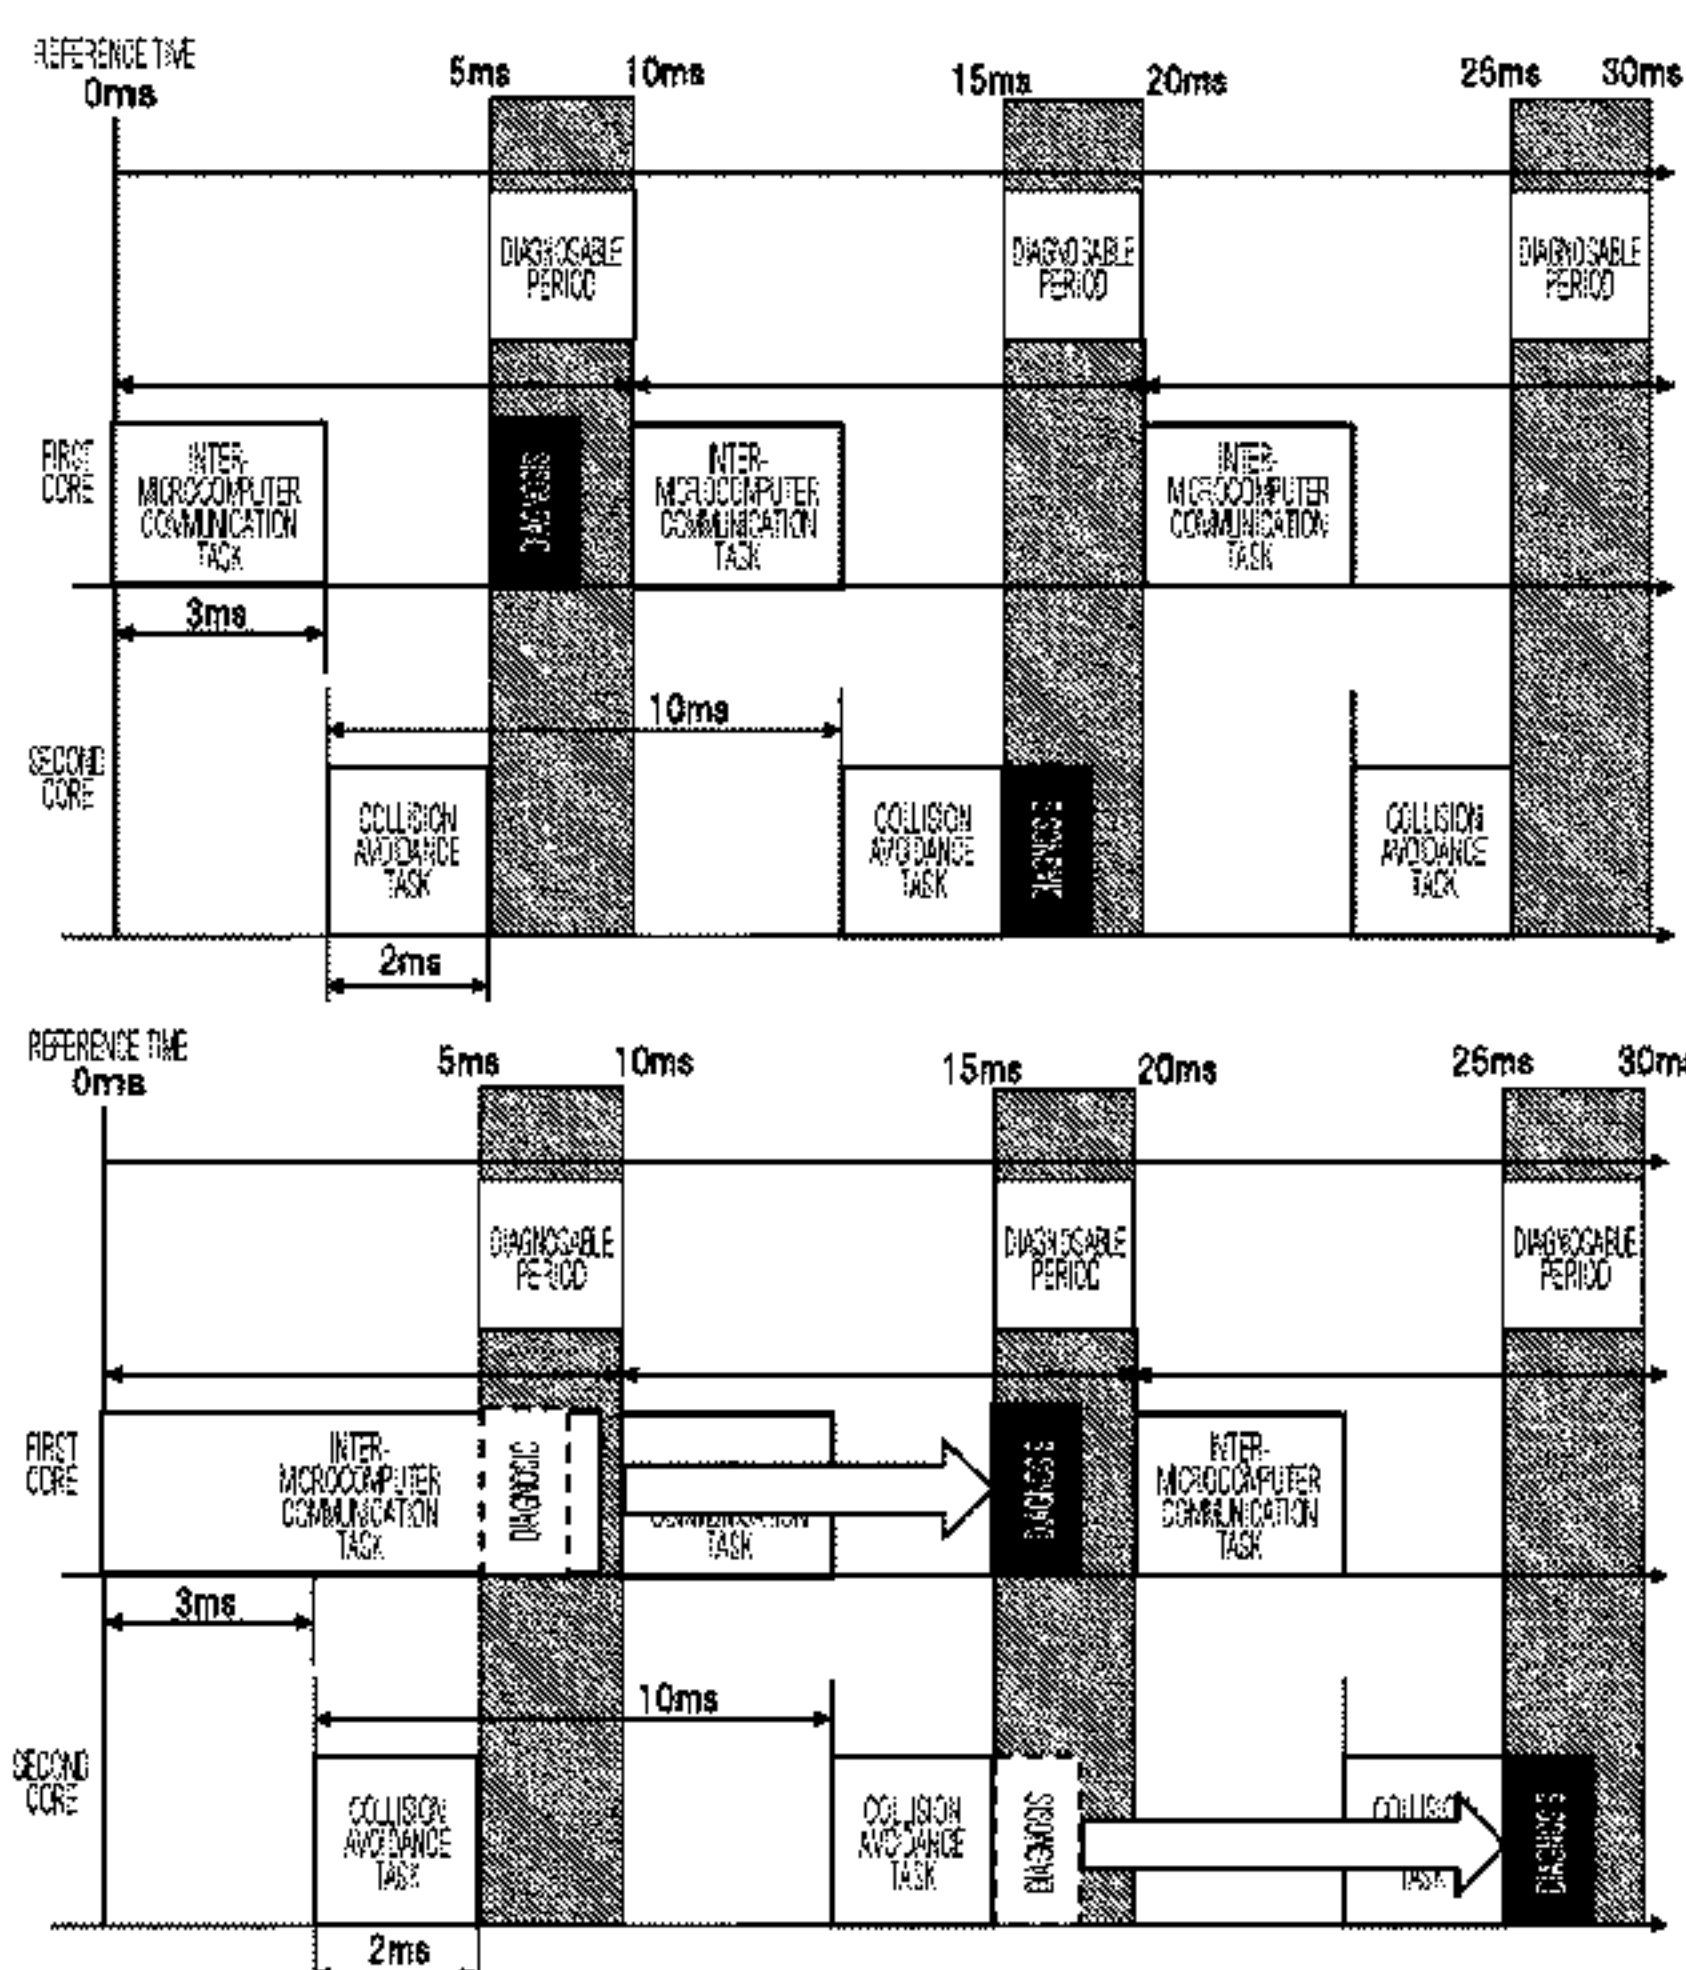 REFERENCE TIME
0ms
5ms
10ms
15ms
20ms
25ms
30ms
DIAGNOSABLE
PERIOD
DIAGNOSABLE
PERIOD
DIAGNOSABLE
PERIOD
FIRST
CORE
INTER-
MICROCOMPUTER
COMMUNICATION
TASK
DIAGNOSIS
INTER-
MICROCOMPUTER
COMMUNICATION
TASK
INTER-
MICROCOMPUTER
COMMUNICATION
TASK
3ms
10ms
SECOND
CORE
COLLISION
AVOIDANCE
TASK
COLLISION
AVOIDANCE
TASK
DIAGNOSIS
COLLISION
AVOIDANCE
TASK
2ms
REFERENCE TIME
0ms
5ms
10ms
15ms
20ms
25ms
30ms
DIAGNOSABLE
PERIOD
DIAGNOSABLE
PERIOD
DIAGNOSABLE
PERIOD
FIRST
CORE
INTER-
MICROCOMPUTER
COMMUNICATION
TASK
DIAGNOSIS
COMMUNICATION
TASK
DIAGNOSIS
INTER-
MICROCOMPUTER
COMMUNICATION
TASK
3ms
10ms
SECOND
CORE
COLLISION
AVOIDANCE
TASK
COLLISION
AVOIDANCE
TASK
DIAGNOSIS
COLLISION
TASK
DIAGNOSIS
2ms